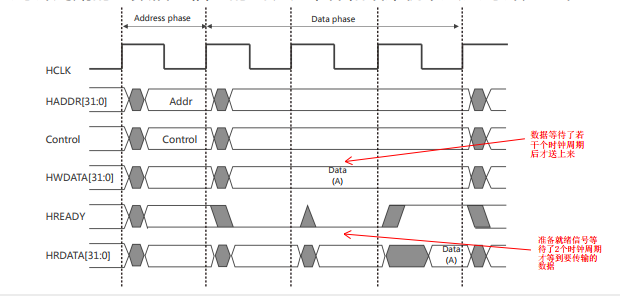 Address phase
Data phase
HCLK
HADDR[31:0]
Addr
Control
Control
数据等待了若
干个时钟周期
后才送上来
HWDATA[31:0]
Data
(A)
HREADY
准备就绪信号等
待了2个时钟周期
才等到要传输的
数据
HRDATA[31:0]
Data
(A)